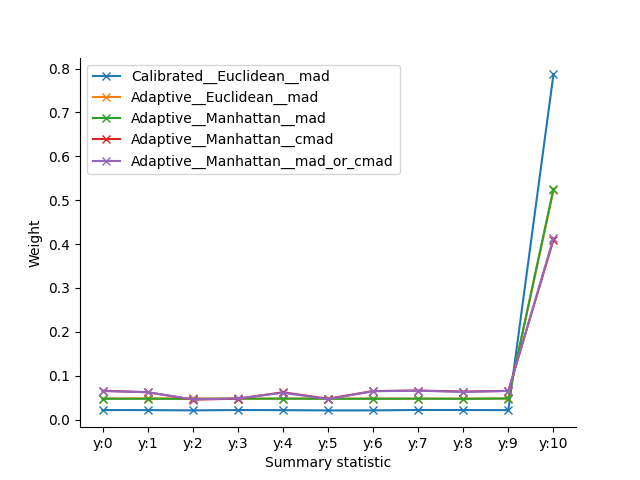 0.8
0.7
0.6
0.5
0.4
0.3
0.2
0.1
0.0
Weight
Calibrated__Euclidean__mad
Adaptive__Euclidean__mad
Adaptive__Manhattan__mad
Adaptive__Manhattan__cmad
Adaptive__Manhattan__mad_or_cmad
y:0 y:1 y:2 y:3 y:4 y:5 y:6 y:7 y:8 y:9 y:10
Summary statistic